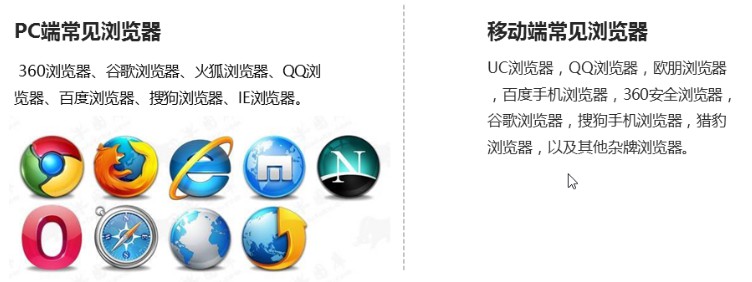 PC端常见浏览器
360浏览器、谷歌浏览器、火狐浏览器、QQ浏
览器、百度浏览器、搜狗浏览器、IE浏览器。
N
移动端常见浏览器
UC浏览器，QQ浏览器，欧朋浏览器
，百度手机浏览器，360安全浏览器，
谷歌浏览器，搜狗手机浏览器，猎豹
浏览器，以及其他杂牌浏览器。